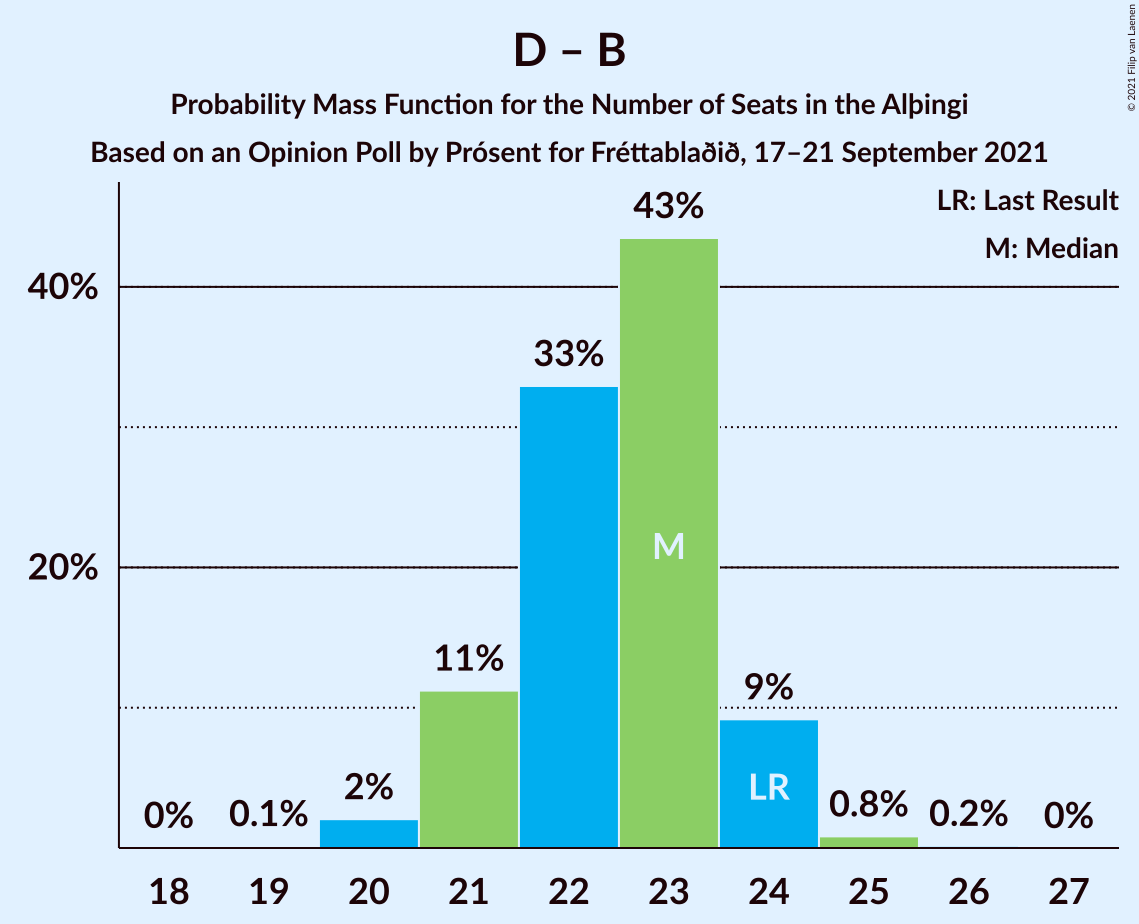 D – B
Probability Mass Function for the Number of Seats in the Alþingi
Based on an Opinion Poll by Prósent for Fréttablaðið, 17–21 September 2021
© 2021 Filip van Laenen
LR: Last Result
M: Median
40%
20%
0%
0.1%
2%
11%
33%
43%
9%
0.8%
0.2%
0%
M
LR
18 19 20 21 22 23 24 25 26 27